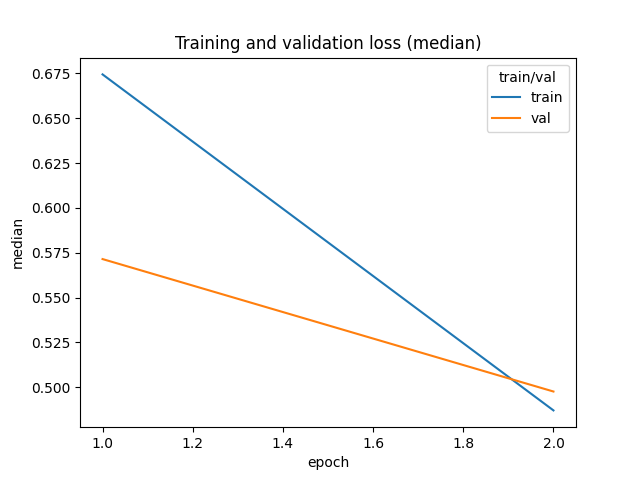 Training and validation loss (median)
train/val
train
val
median
0.675
0.650
0.625
0.600
0.575
0.550
0.525
0.500
1.0 1.2 1.4 1.6 1.8 2.0
epoch